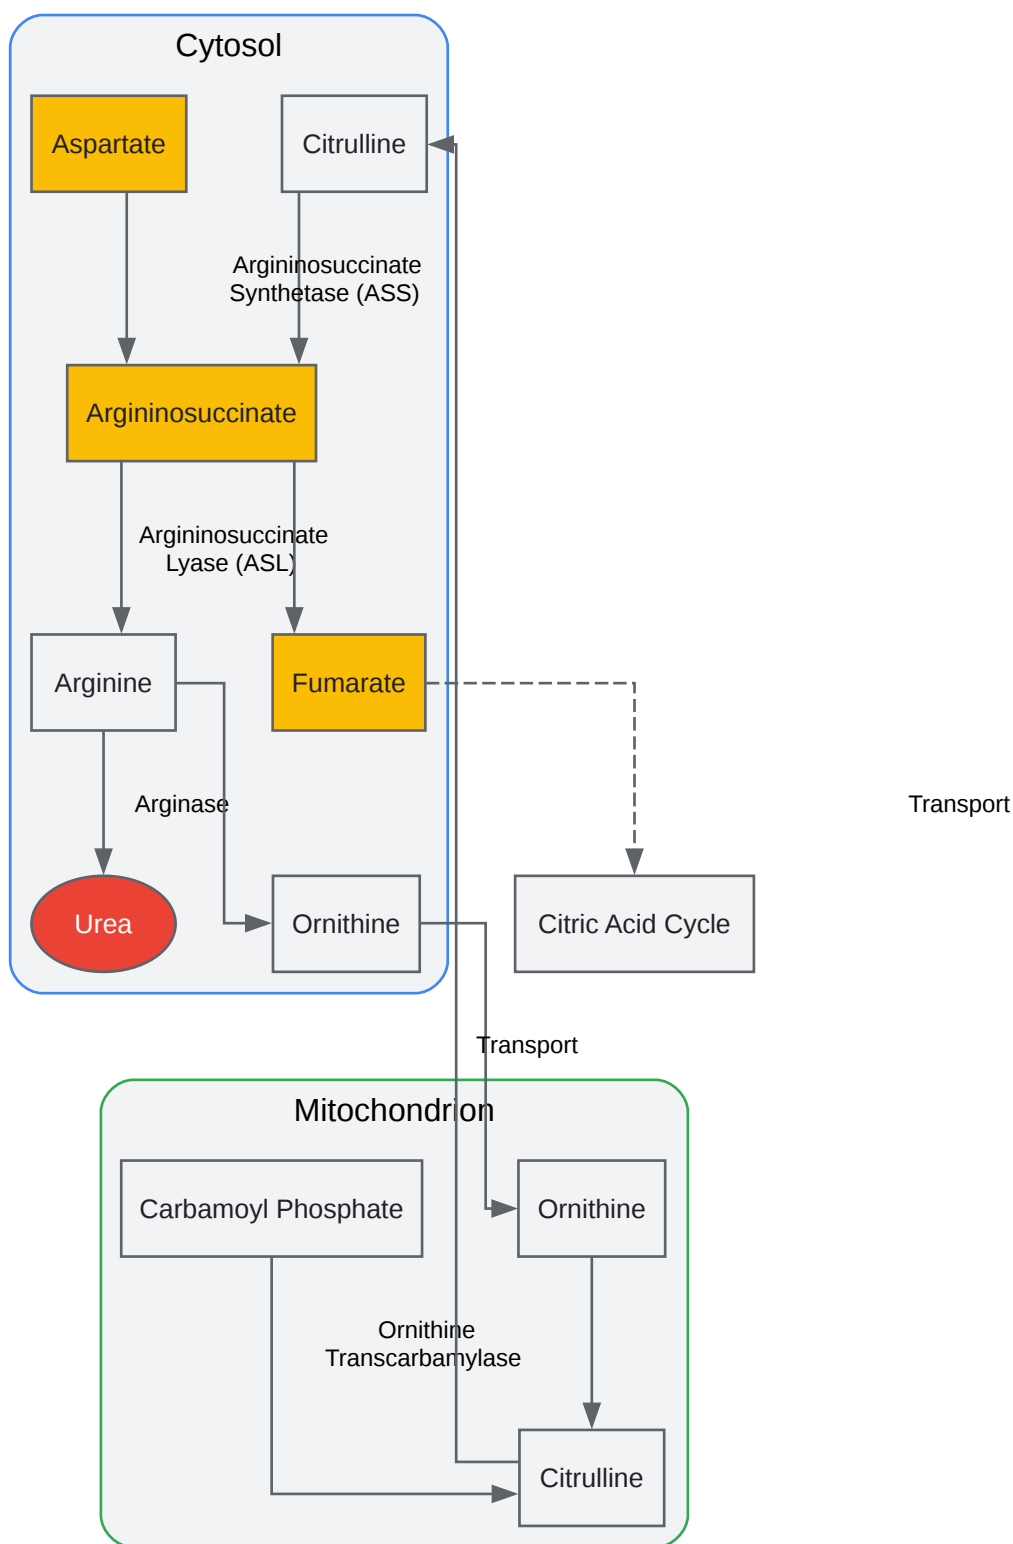 Cytosol
Aspartate
Citrulline
Argininosuccinate
Synthetase (ASS)
Argininosuccinate
Argininosuccinate
Lyase (ASL)
Arginine
Fumarate
Arginase
Transport
Urea
Ornithine
Citric Acid Cycle
Transport
Mitochondrion
Carbamoyl Phosphate
Ornithine
Ornithine
Transcarbamylase
Citrulline